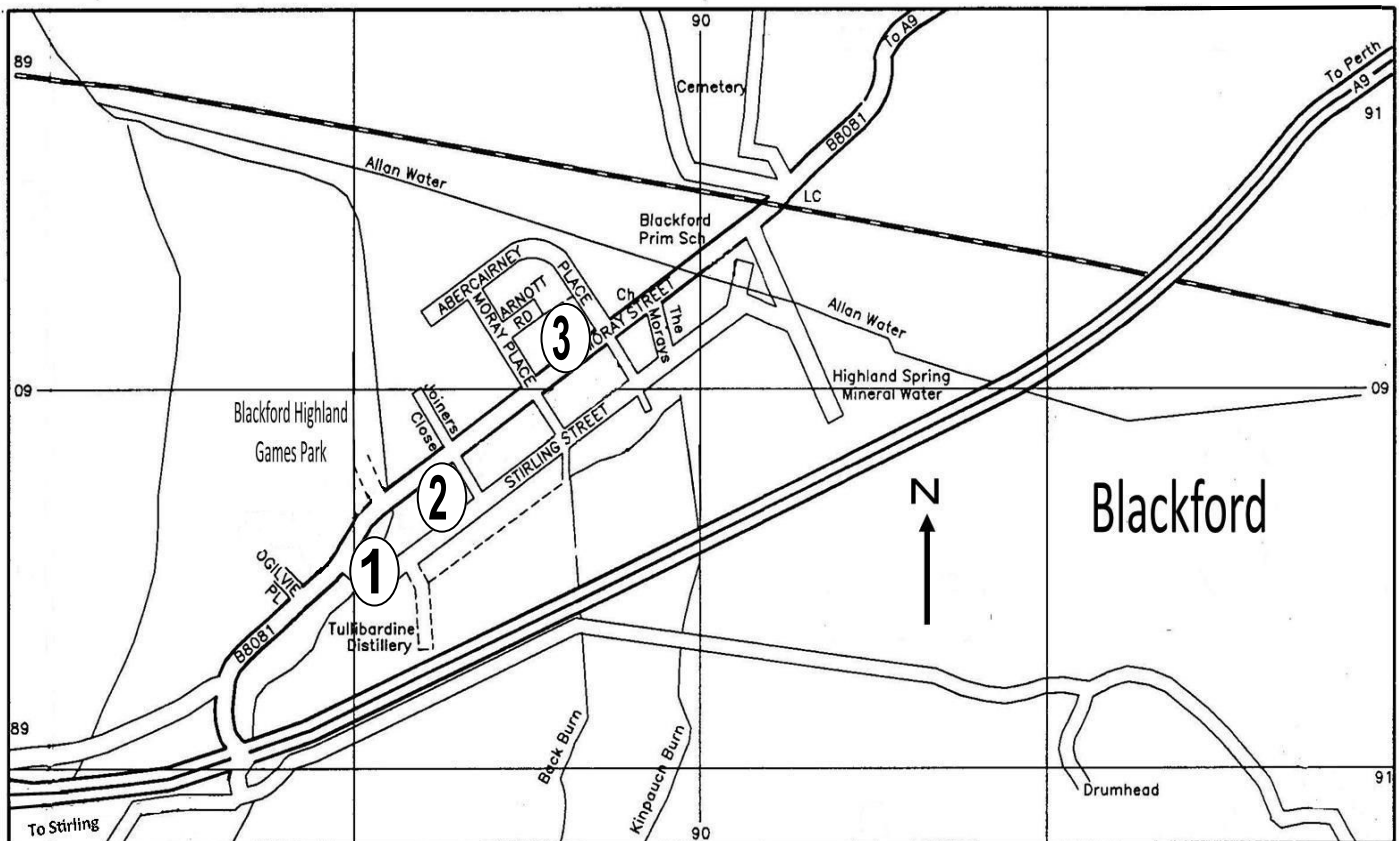 90
To A9
89
To Perth
A9
Cemetery
91
B8081
Allan Water
LC
Blackford
Prim Sch
ABERCAIRNEY
PLACE
ARNOTT
RD
MORAY PLACE
Ch
MORAY STREET
The
Morays
Allan Water
3
Highland Spring
Mineral Water
09
09
Joiners
Close
Blackford Highland
Games Park
STIRLING STREET
2
N
Blackford
1
OGILVIE
PL
Tullibardine
Distillery
B8081
89
Back Burn
Kinpauch Burn
91
Drumhead
To Stirling
90